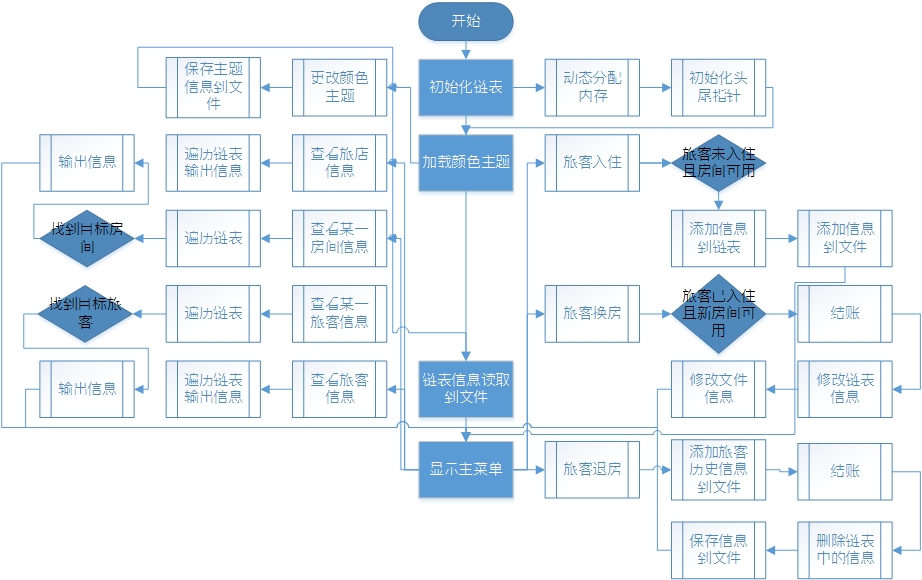 开始
保存主题
信息到文
件
更改颜色
主题
初始化链表
动态分配
内存
初始化头
尾指针
输出信息
遍历链表
输出信息
查看旅店
信息
加载颜色主题
旅客入住
旅客未入住
且房间可用
找到目标房
间
遍历链表
查看某一
房间信息
添加信息
到链表
添加信息
到文件
找到目标旅
客
遍历链表
查看某一
旅客信息
旅客换房
旅客已入住
且新房间可
用
结账
输出信息
遍历链表
输出信息
查看旅客
信息
链表信息读取
到文件
修改文件
信息
修改链表
信息
显示主菜单
旅客退房
添加旅客
历史信息
到文件
结账
保存信息
到文件
删除链表
中的信息